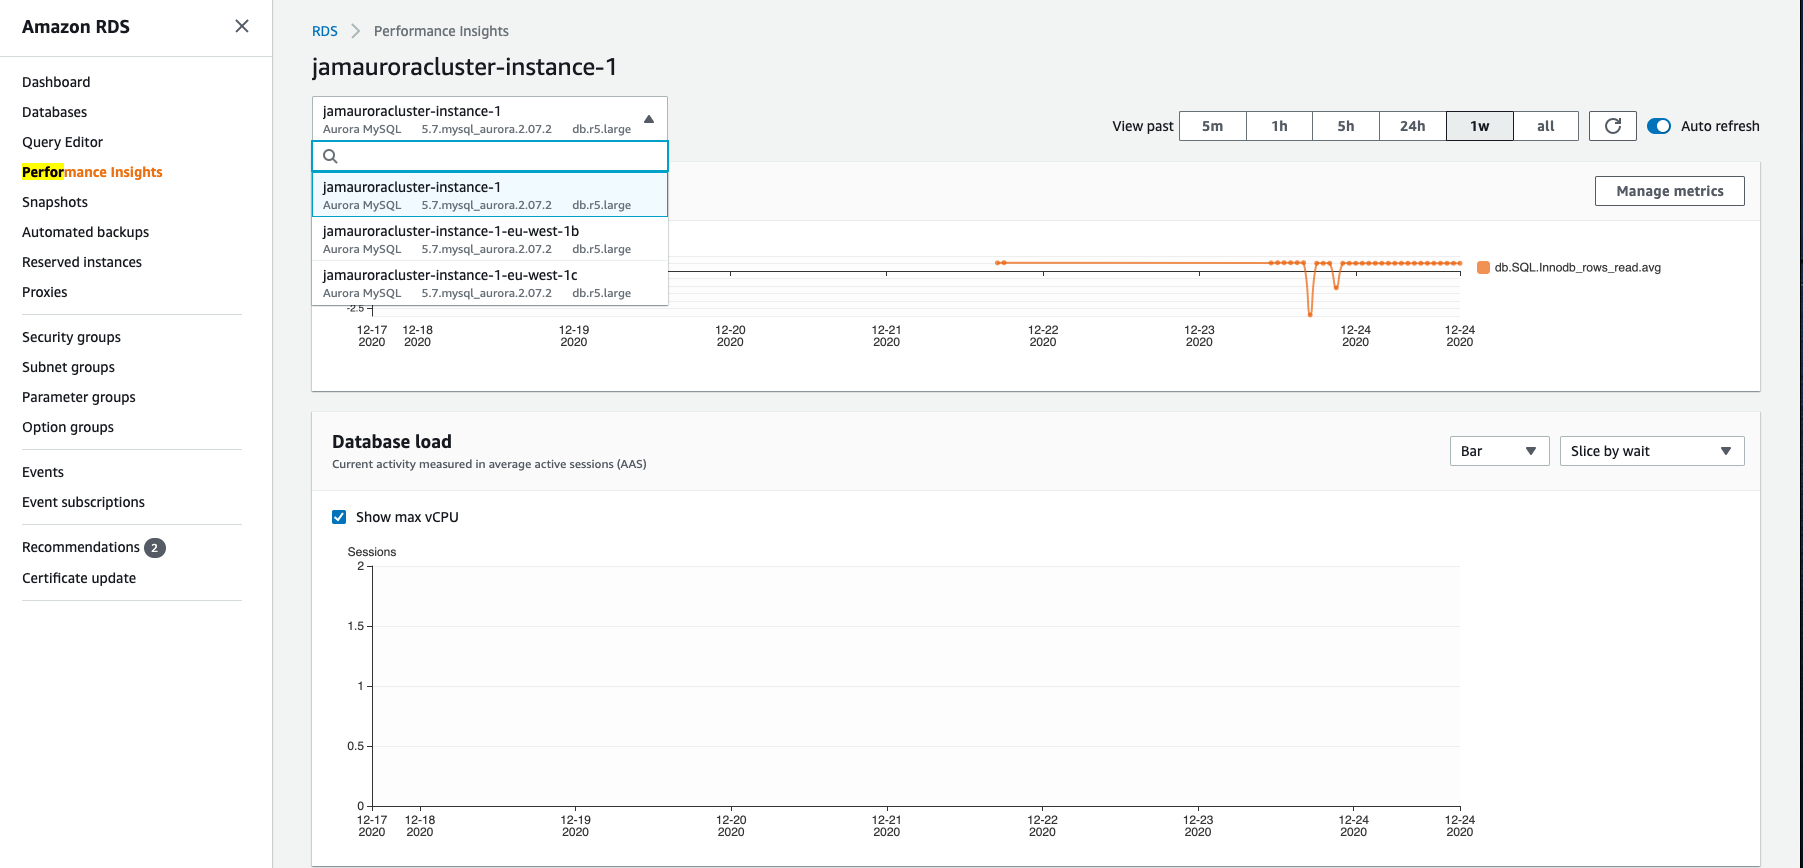 Amazon RDS
Dashboard
Databases
Query Editor
Performance Insights
Snapshots
Automated backups
Reserved instances
Proxies
Security groups
Subnet groups
Parameter groups
Option groups
Events
Event subscriptions
Recommendations 2
Certificate update
RDS Performance Insights
jamauroracluster-instance-1
jamauroracluster-instance-1
Aurora MySQL 5.7.mysql_aurora.2.07.2 db.r5.large
jamauroracluster-instance-1
Aurora MySQL 5.7.mysql_aurora.2.07.2 db.r5.large
jamauroracluster-instance-1-eu-west-1b
Aurora MySQL 5.7.mysql_aurora.2.07.2 db.r5.large
jamauroracluster-instance-1-eu-west-1c
Aurora MySQL 5.7.mysql_aurora.2.07.2 db.r5.large
View past 5m 1h 5h 24h 1w all Auto refresh
Manage metrics
db.SQL.Innodb_rows_read.avg
-2.5
12-17 12-18 12-19 12-20 12-21 12-22 12-23 12-24 12-24
2020 2020 2020 2020 2020 2020 2020 2020 2020
Database load
Current activity measured in average active sessions (AAS)
Bar Slice by wait
Show max vCPU
Sessions
2
1.5
1
0.5
0
12-17 12-18 12-19 12-20 12-21 12-22 12-23 12-24 12-24
2020 2020 2020 2020 2020 2020 2020 2020 2020